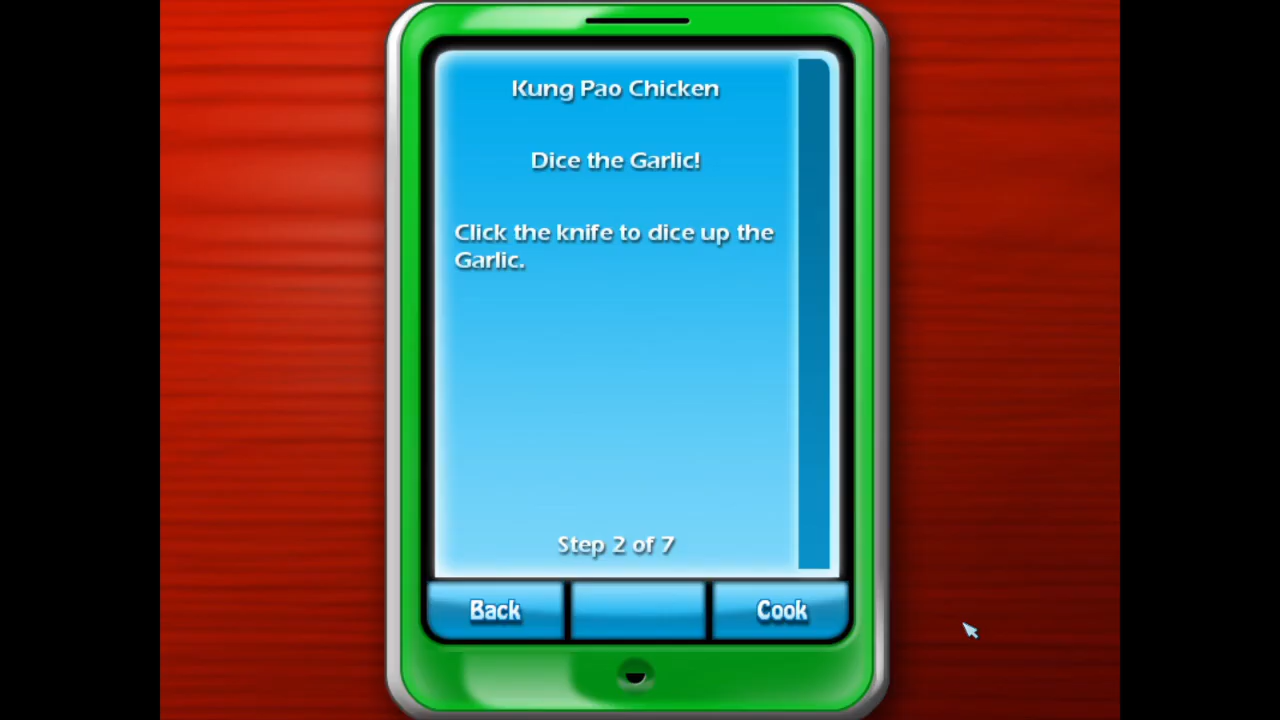 Kung Pao Chicken
Dice the Garlic!
Click the knife to dice up the
Garlic.
Step 2 of 7
Back
Cook